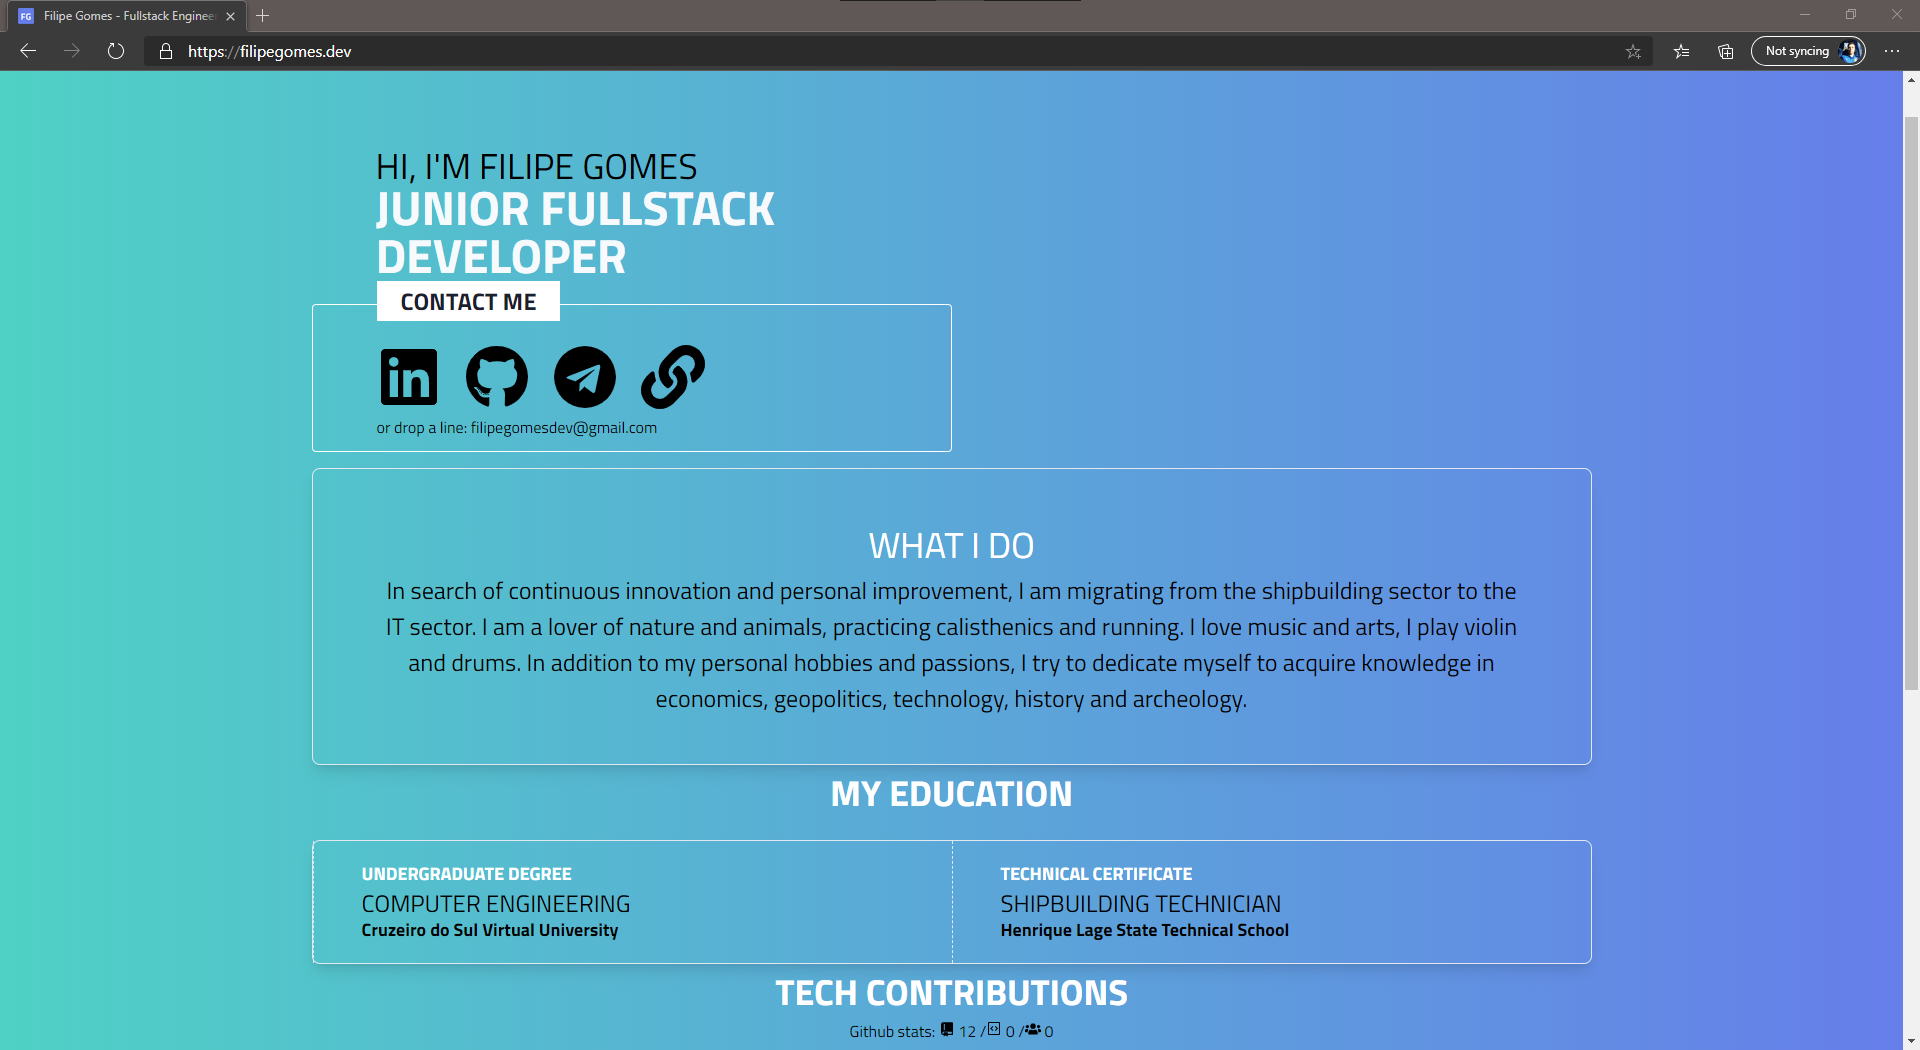 FG Filipe Gomes - Fullstack Enginee
https://filipegomes.dev
Not syncing
HI, I'M FILIPE GOMES
JUNIOR FULLSTACK
DEVELOPER
CONTACT ME
in
or drop a line: filipegomesdev@gmail.com
WHAT I DO
In search of continuous innovation and personal improvement, I am migrating from the shipbuilding sector to the
IT sector. I am a lover of nature and animals, practicing calisthenics and running. I love music and arts, I play violin
and drums. In addition to my personal hobbies and passions, I try to dedicate myself to acquire knowledge in
economics, geopolitics, technology, history and archeology.
MY EDUCATION
UNDERGRADUATE DEGREE
COMPUTER ENGINEERING
Cruzeiro do Sul Virtual University
TECHNICAL CERTIFICATE
SHIPBUILDING TECHNICIAN
Henrique Lage State Technical School
TECH CONTRIBUTIONS
Github stats: 12 / 0 / 0